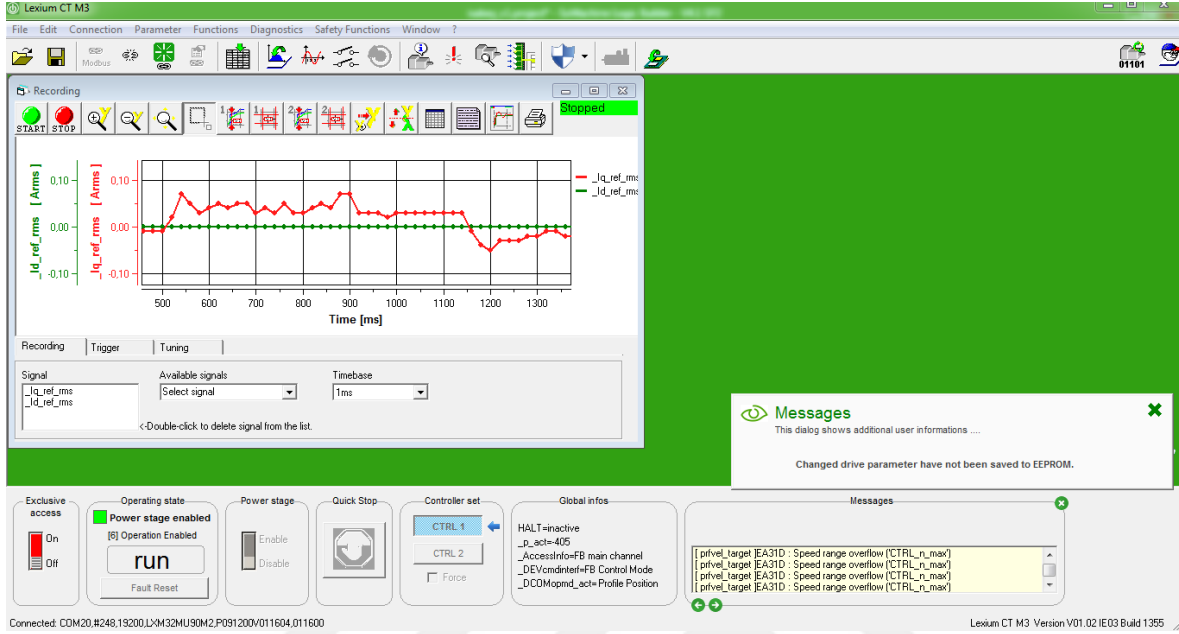 Lexium CT M3
File Edit Connection Parameter Functions Diagnostics Safety Functions Window ?
Modbus
01101
Recording
START STOP
1 1 2 2
Stopped
_Id_ref_rms [ Arms ]
0,10
0,00
-0,10
_Iq_ref_rms [ Arms ]
0,10
0,00
-0,10
_Iq_ref_rms
_Id_ref_rms
500 600 700 800 900 1000 1100 1200 1300
Time [ms]
Recording Trigger Tuning
Signal Available signals Timebase
_Iq_ref_rms Select signal 1ms
_Id_ref_rms
<-Double-click to delete signal from the list.
Messages
This dialog shows additional user informations ....
Changed drive parameter have not been saved to EEPROM.
Exclusive access
On
Off
Operating state
Power stage enabled
[6] Operation Enabled
run
Fault Reset
Power stage
Enable
Disable
Quick Stop
Controller set
CTRL 1
CTRL 2
Force
Global infos
HALT=inactive
_p_act=-405
_AccessInfo=FB main channel
_DEVcmdinterf=FB Control Mode
_DCOMopmd_act= Profile Position
Messages
[ prfvel_target ]EA31D : Speed range overflow ('CTRL_n_max')
[ prfvel_target ]EA31D : Speed range overflow ('CTRL_n_max')
[ prfvel_target ]EA31D : Speed range overflow ('CTRL_n_max')
[ prfvel_target ]EA31D : Speed range overflow ('CTRL_n_max')
Connected: COM20,#248,19200,LXM32MU90M2,P091200V011604,011600
Lexium CT M3 Version V01.02 IE03 Build 1355